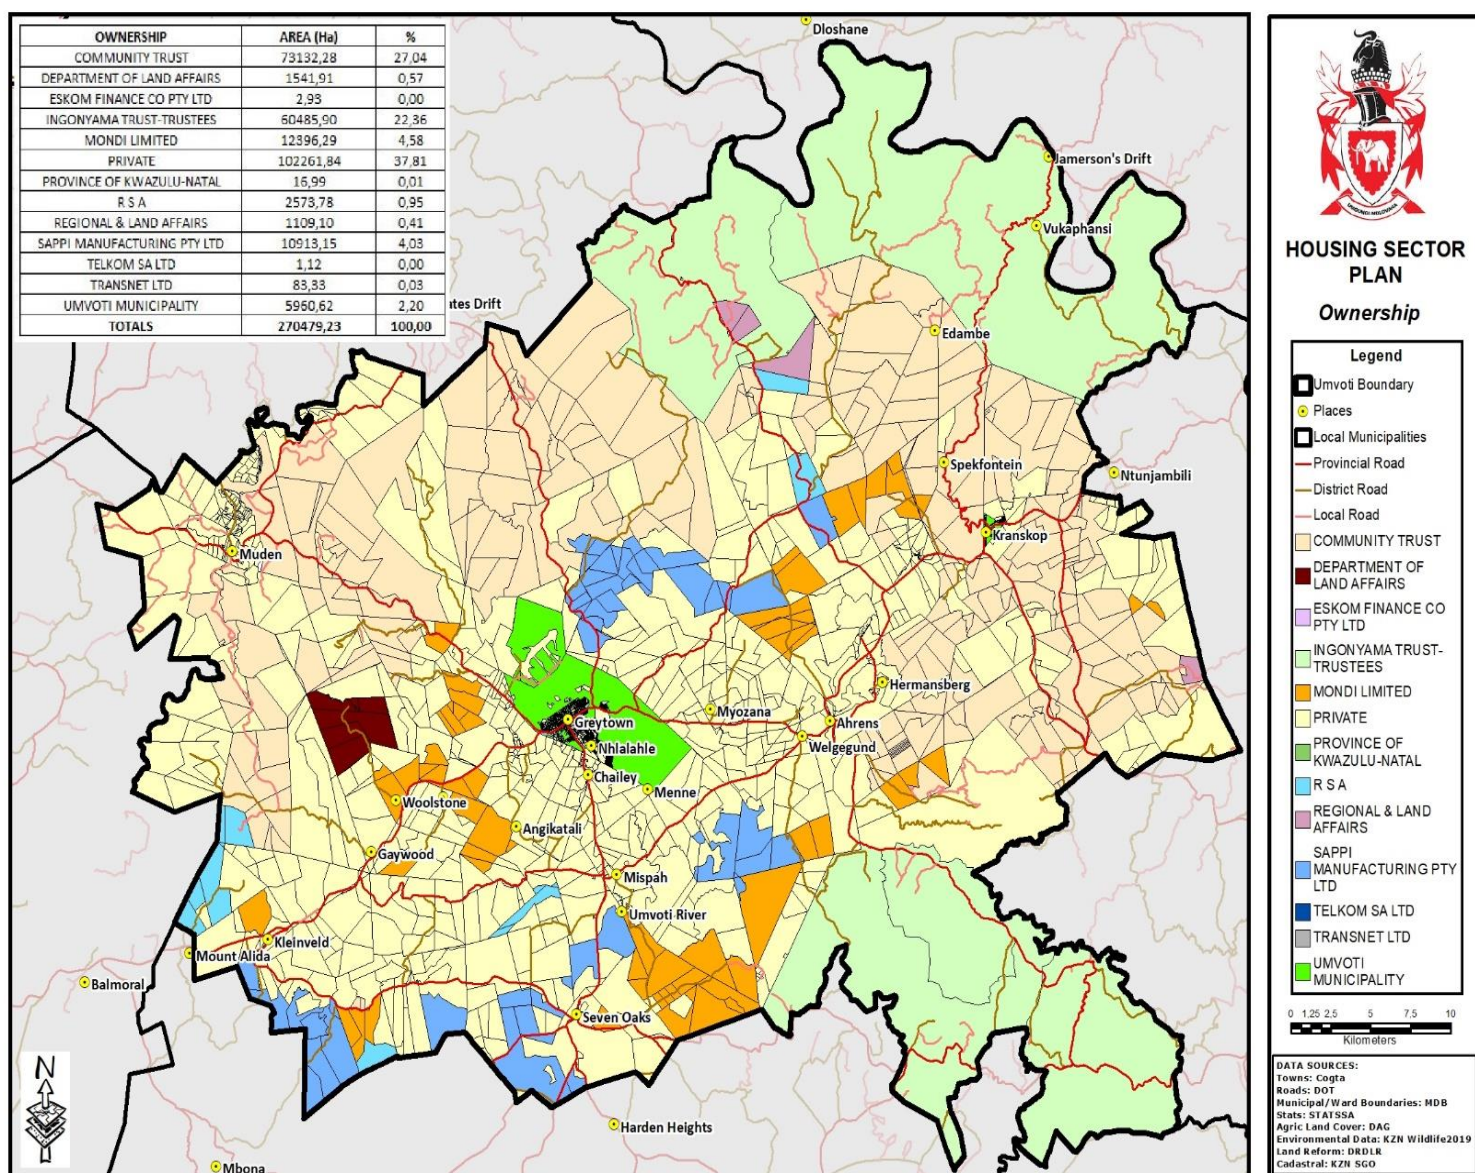 OWNERSHIP AREA (Ha) %
COMMUNITY TRUST 73132,28 27,04
DEPARTMENT OF LAND AFFAIRS 1541,91 0,57
ESKOM FINANCE CO PTY LTD 2,93 0,00
INGONYAMA TRUST-TRUSTEES 60485,90 22,36
MONDI LIMITED 12396,29 4,58
PRIVATE 102261,84 37,81
PROVINCE OF KWAZULU-NATAL 16,99 0,01
R S A 2573,78 0,95
REGIONAL & LAND AFFAIRS 1109,10 0,41
SAPPI MANUFACTURING PTY LTD 10913,15 4,03
TELKOM SA LTD 1,12 0,00
TRANSNET LTD 83,33 0,03
UMVOTI MUNICIPALITY 5960,62 2,20
TOTALS 270479,23 100,00
Dloshane
Jamerson's Drift
Vukaphansi
ates Drift
Edambe
Spekfontein
Ntunjambili
Kranskop
Muden
Hermansberg
Myozana
Ahrens
Greytown
Welgegund
Nhlalahle
Chailey
Menne
Woolstone
Angikatali
Gaywood
Mispah
Umvoti River
Kleinveld
Mount Alida
Balmoral
Seven Oaks
Harden Heights
Mbona
N
HOUSING SECTOR
PLAN
Ownership
Legend
Umvoti Boundary
Places
Local Municipalities
Provincial Road
District Road
Local Road
COMMUNITY TRUST
DEPARTMENT OF
LAND AFFAIRS
ESKOM FINANCE CO
PTY LTD
INGONYAMA TRUST-
TRUSTEES
MONDI LIMITED
PRIVATE
PROVINCE OF
KWAZULU-NATAL
R S A
REGIONAL & LAND
AFFAIRS
SAPPI
MANUFACTURING PTY
LTD
TELKOM SA LTD
TRANSNET LTD
UMVOTI
MUNICIPALITY
0 1,25 2,5 5 7,5 10
Kilometers
DATA SOURCES:
Towns: Cogta
Roads: DOT
Municipal/Ward Boundaries: MDB
Stats: STATSSA
Agric Land Cover: DAG
Environmental Data: KZN Wildlife2019
Land Reform: DRDLR
Cadastral: KZN SGO